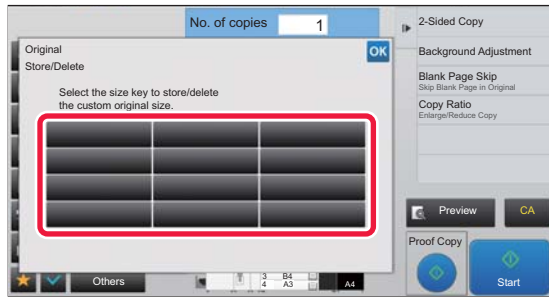 No. of copies 1
Original
Store/Delete
OK
Select the size key to store/delete
the custom original size.
2-Sided Copy
Background Adjustment
Blank Page Skip
Skip Blank Page in Original
Copy Ratio
Enlarge/Reduce Copy
Preview
CA
Proof Copy
Start
Others
3 B4
4 A3
A4